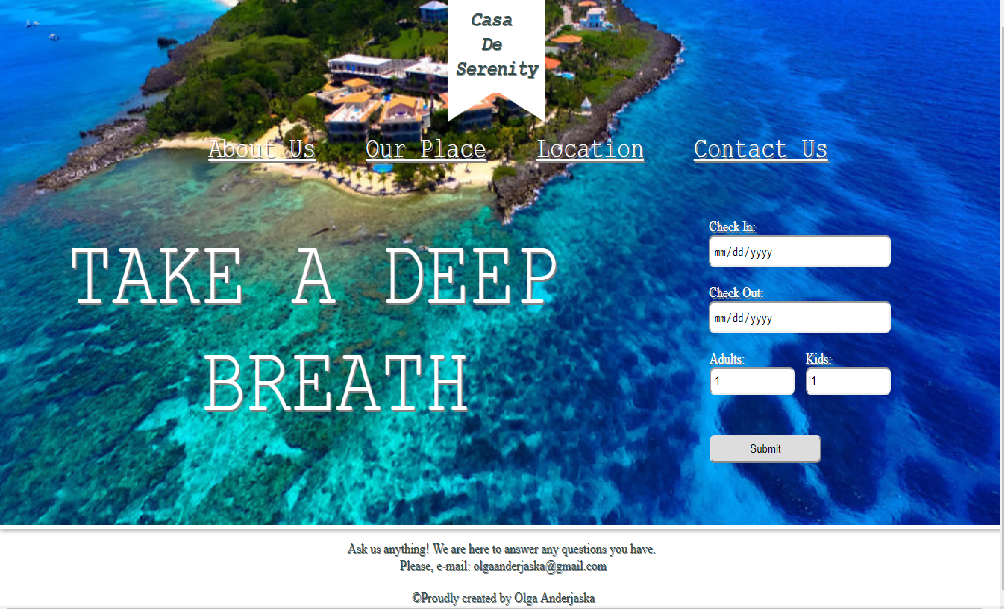 Casa
De
Serenity
About Us Our Place Location Contact Us
TAKE A DEEP
BREATH
Check In:
mm/dd/yyyy
Check Out:
mm/dd/yyyy
Adults: Kids:
1 1
Submit
Ask us anything! We are here to answer any questions you have.
Please, e-mail: olgaanderjaska@gmail.com
©Proudly created by Olga Anderjaska